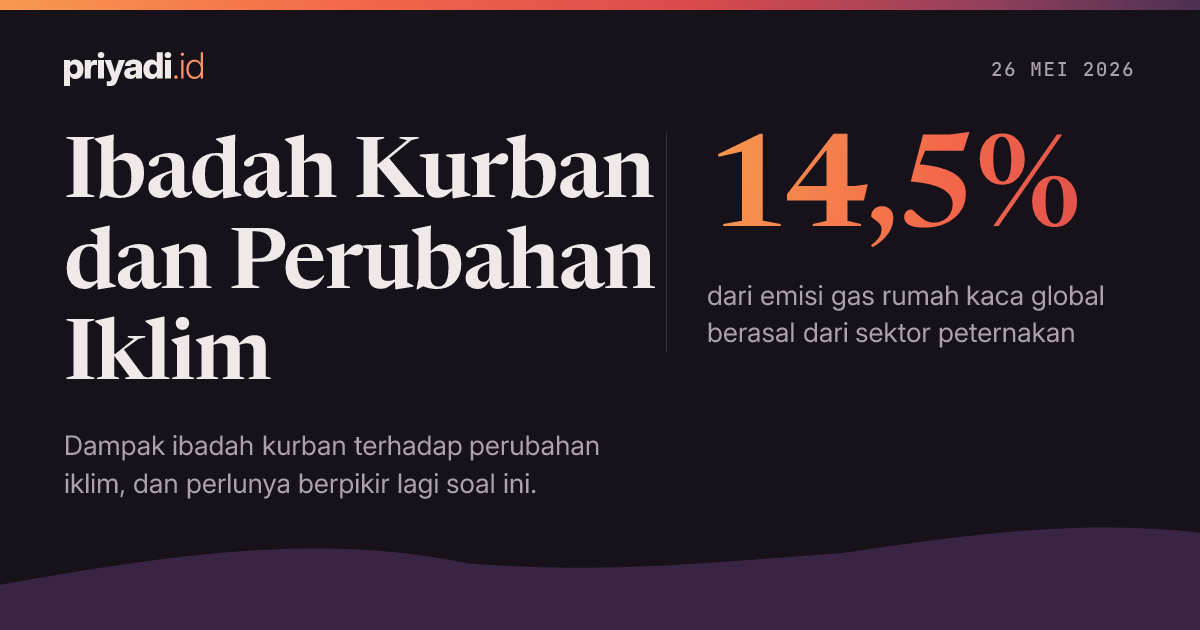 priyadi.id
26 MEI 2026
Ibadah Kurban
dan Perubahan
Iklim
Dampak ibadah kurban terhadap perubahan
iklim, dan perlunya berpikir lagi soal ini.
14,5%
dari emisi gas rumah kaca global
berasal dari sektor peternakan